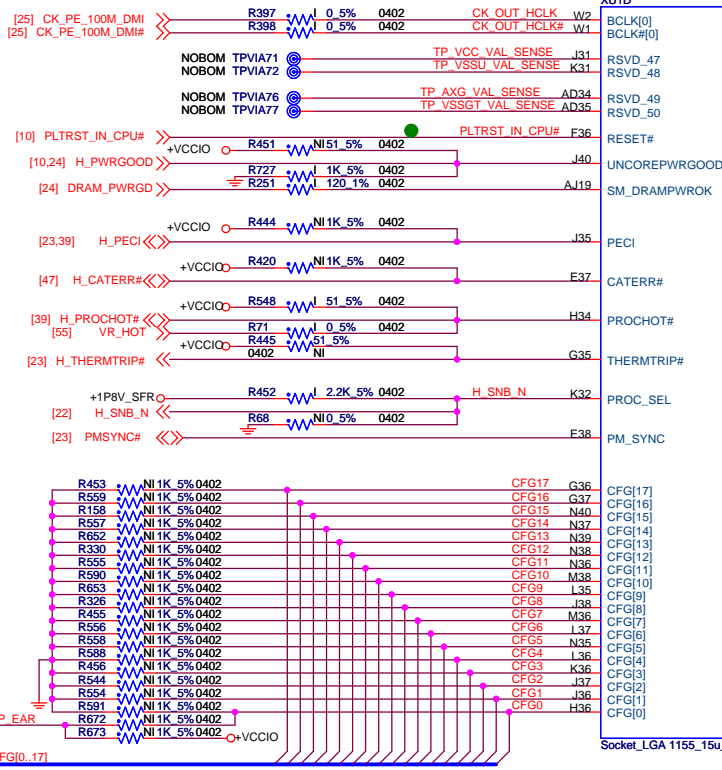 XU1D
[25] CK_PE_100M_DMI R397 I 0_5% 0402 CK_OUT_HCLK W2 BCLK[0]
[25] CK_PE_100M_DMI# R398 I 0_5% 0402 CK_OUT_HCLK# W1 BCLK#[0]
NOBOM TPVIA71 TP_VCC_VAL_SENSE J31 RSVD_47
NOBOM TPVIA72 TP_VSSU_VAL_SENSE K31 RSVD_48
NOBOM TPVIA76 TP_AXG_VAL_SENSE AD34 RSVD_49
NOBOM TPVIA77 TP_VSSGT_VAL_SENSE AD35 RSVD_50
[10] PLTRST_IN_CPU# PLTRST_IN_CPU# F36 RESET#
+VCCIO R451 NI 51_5% 0402
[10,24] H_PWRGOOD J40 UNCOREPWRGOOD
R727 I 1K_5% 0402
[24] DRAM_PWRGD R251 I 120_1% 0402 AJ19 SM_DRAMPWROK
+VCCIO R444 NI 1K_5% 0402
[23,39] H_PECI J35 PECI
+VCCIO R420 NI 1K_5% 0402
[47] H_CATERR# E37 CATERR#
+VCCIO R548 I 51_5% 0402
[39] H_PROCHOT# H34 PROCHOT#
[55] VR_HOT R71 I 0_5% 0402
+VCCIO R445 51_5%
0402 NI
[23] H_THERMTRIP# G35 THERMTRIP#
+1P8V_SFR R452 I 2.2K_5% 0402 H_SNB_N K32 PROC_SEL
[22] H_SNB_N
R68 NI 0_5% 0402
[23] PMSYNC# E38 PM_SYNC
R453 NI 1K_5% 0402 CFG17 G36 CFG[17]
R559 NI 1K_5% 0402 CFG16 G37 CFG[16]
R158 NI 1K_5% 0402 CFG15 N40 CFG[15]
R557 NI 1K_5% 0402 CFG14 N37 CFG[14]
R652 NI 1K_5% 0402 CFG13 N39 CFG[13]
R330 NI 1K_5% 0402 CFG12 N38 CFG[12]
R555 NI 1K_5% 0402 CFG11 N36 CFG[11]
R590 NI 1K_5% 0402 CFG10 M38 CFG[10]
R653 NI 1K_5% 0402 CFG9 L35 CFG[9]
R326 NI 1K_5% 0402 CFG8 J38 CFG[8]
R455 NI 1K_5% 0402 CFG7 M36 CFG[7]
R556 NI 1K_5% 0402 CFG6 L37 CFG[6]
R558 NI 1K_5% 0402 CFG5 N35 CFG[5]
R588 NI 1K_5% 0402 CFG4 L36 CFG[4]
R456 NI 1K_5% 0402 CFG3 K36 CFG[3]
R544 NI 1K_5% 0402 CFG2 J37 CFG[2]
R554 NI 1K_5% 0402 CFG1 J36 CFG[1]
R591 NI 1K_5% 0402 CFG0 H36 CFG[0]
P_EAR R672 NI 1K_5% 0402
R673 NI 1K_5% 0402 +VCCIO
Socket_LGA 1155_15u
FG[0..17]